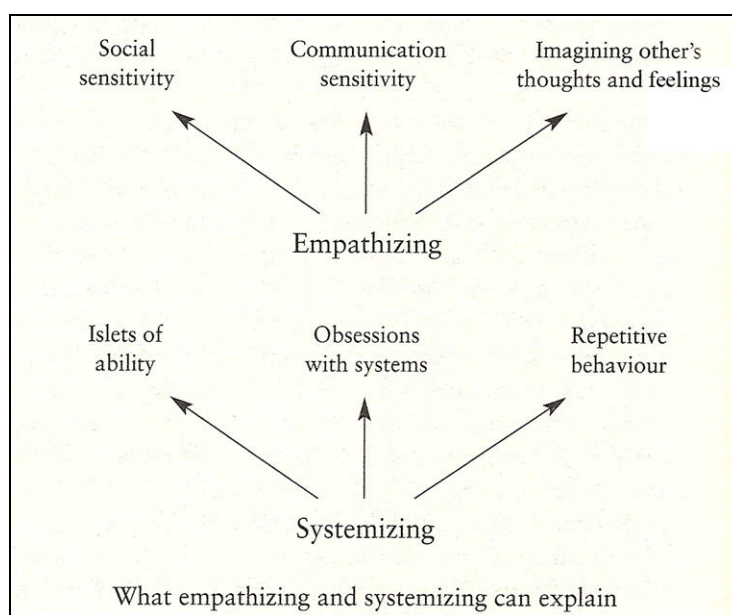 Social
sensitivity
Communication
sensitivity
Imagining other's
thoughts and feelings
Empathizing
Islets of
ability
Obsessions
with systems
Repetitive
behaviour
Systemizing
What empathizing and systemizing can explain